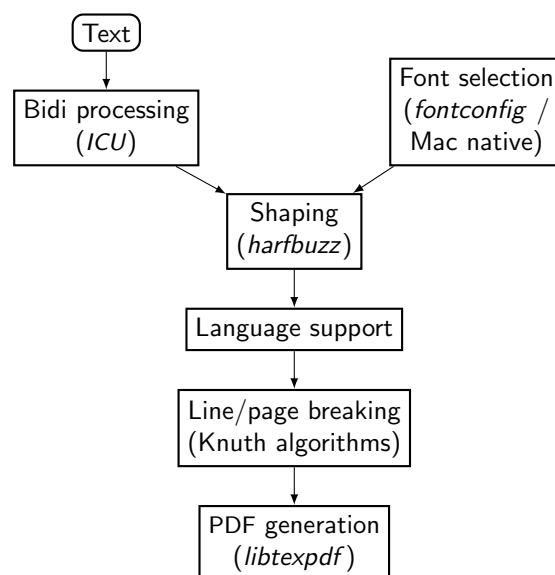 Text
Bidi processing
(ICU)
Font selection
(fontconfig /
Mac native)
Shaping
(harfbuzz)
Language support
Line/page breaking
(Knuth algorithms)
PDF generation
(libtexpdf)